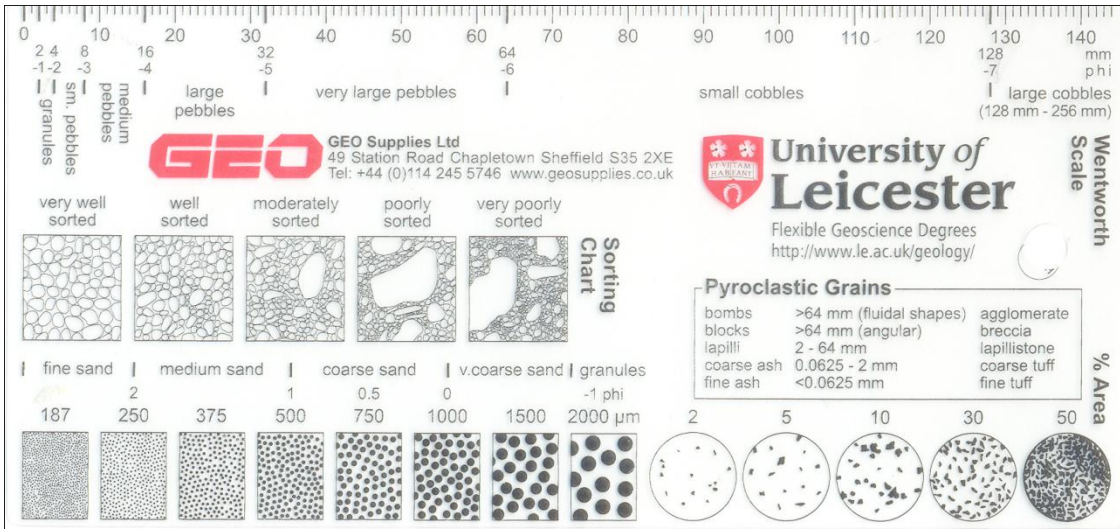 0 10 20 30 40 50 60 70 80 90 100 110 120 130 140
2 4 8 16 32 64 128 mm
-1 -2 -3 -4 -5 -6 -7 phi
granules
sm. pebbles
medium pebbles
large pebbles
very large pebbles
small cobbles
large cobbles
(128 mm - 256 mm)
Wentworth
Scale
GEO
GEO Supplies Ltd
49 Station Road Chapletown Sheffield S35 2XE
Tel: +44 (0)114 245 5746 www.geosupplies.co.uk
University of
Leicester
Flexible Geoscience Degrees
http://www.le.ac.uk/geology/
very well sorted
well sorted
moderately sorted
poorly sorted
very poorly sorted
Sorting
Chart
Pyroclastic Grains
bombs >64 mm (fluidal shapes) agglomerate
blocks >64 mm (angular) breccia
lapilli 2 - 64 mm lapillistone
coarse ash 0.0625 - 2 mm coarse tuff
fine ash <0.0625 mm fine tuff
fine sand medium sand coarse sand v.coarse sand granules
2 1 0.5 0 -1 phi
187 250 375 500 750 1000 1500 2000 µm
2 5 10 30 50
% Area